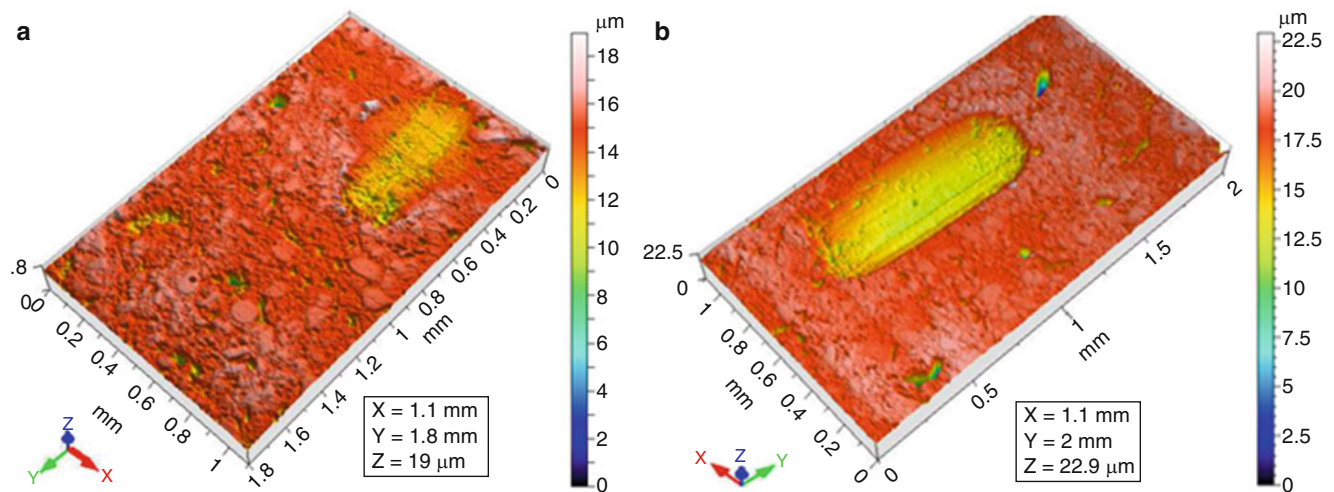 a
μm
18
16
14
12
10
8
6
4
2
0
.8
0
0
0.2
0.4
0.6
0.8
1
mm
0
0.2
0.4
0.6
0.8
1
1.2
1.4
1.6
1.8
mm
X = 1.1 mm
Y = 1.8 mm
Z = 19 μm
Z
Y
X
b
μm
22.5
20
17.5
15
12.5
10
7.5
5
2.5
0
22.5
0
1
0.8
0.6
0.4
0.2
0
mm
0
0.5
1
1.5
2
mm
X = 1.1 mm
Y = 2 mm
Z = 22.9 μm
X
Z
Y